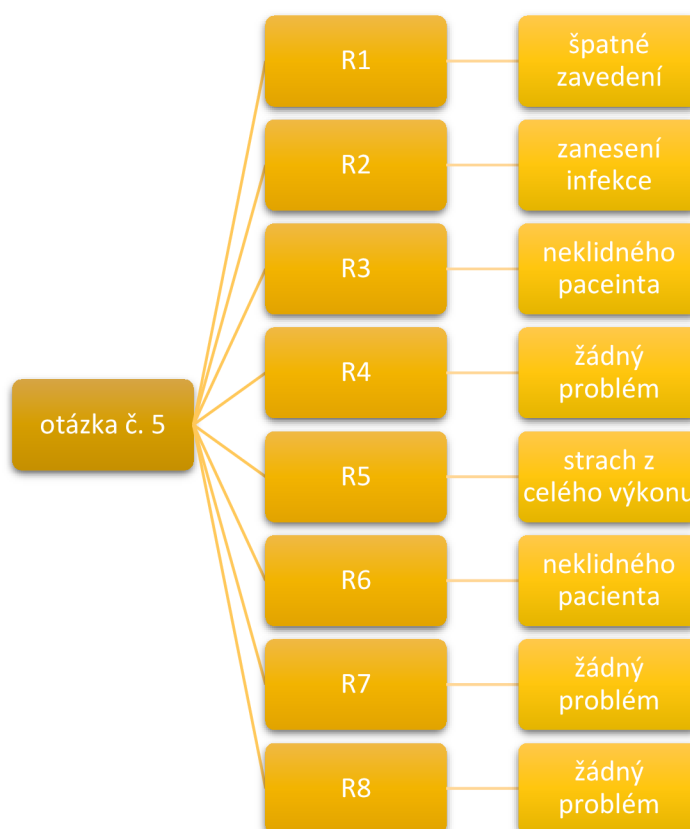 otázka č. 5
R1
špatné
zavedení
R2
zanesení
infekce
R3
neklidného
paceinta
R4
žádný
problém
R5
strach z
celého výkonu
R6
neklidného
pacienta
R7
žádný
problém
R8
žádný
problém